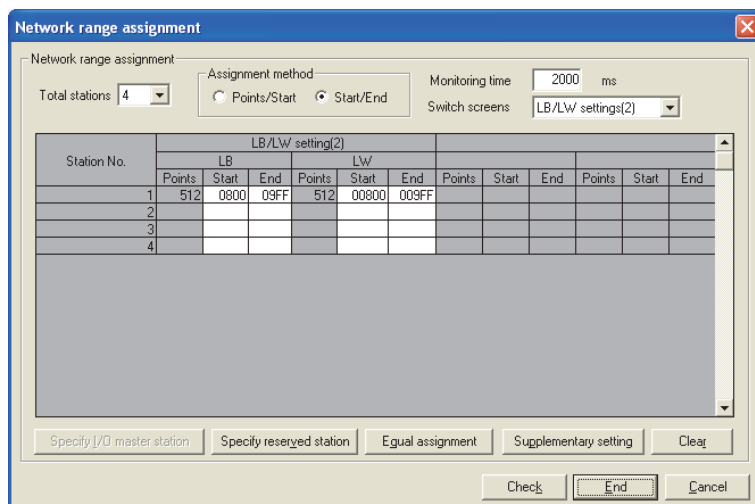 Network range assignment
Network range assignment
Total stations 4
Assignment method
Points/Start Start/End
Monitoring time 2000 ms
Switch screens LB/LW settings(2)
Station No. LB/LW setting(2)
LB LW
Points Start End Points Start End Points Start End Points Start End
1 512 0800 09FF 512 00800 009FF
2
3
4
Specify I/O master station Specify reserved station Equal assignment Supplementary setting Clear
Check End Cancel